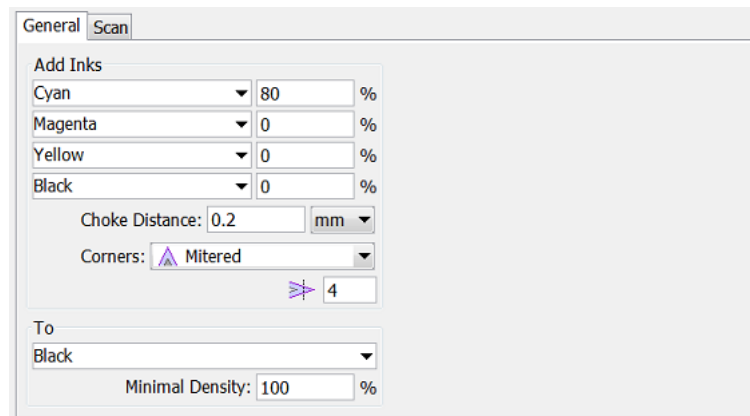 General Scan
Add Inks
Cyan 80 %
Magenta 0 %
Yellow 0 %
Black 0 %
Choke Distance: 0.2 mm
Corners: Mitered
4
To
Black
Minimal Density: 100 %